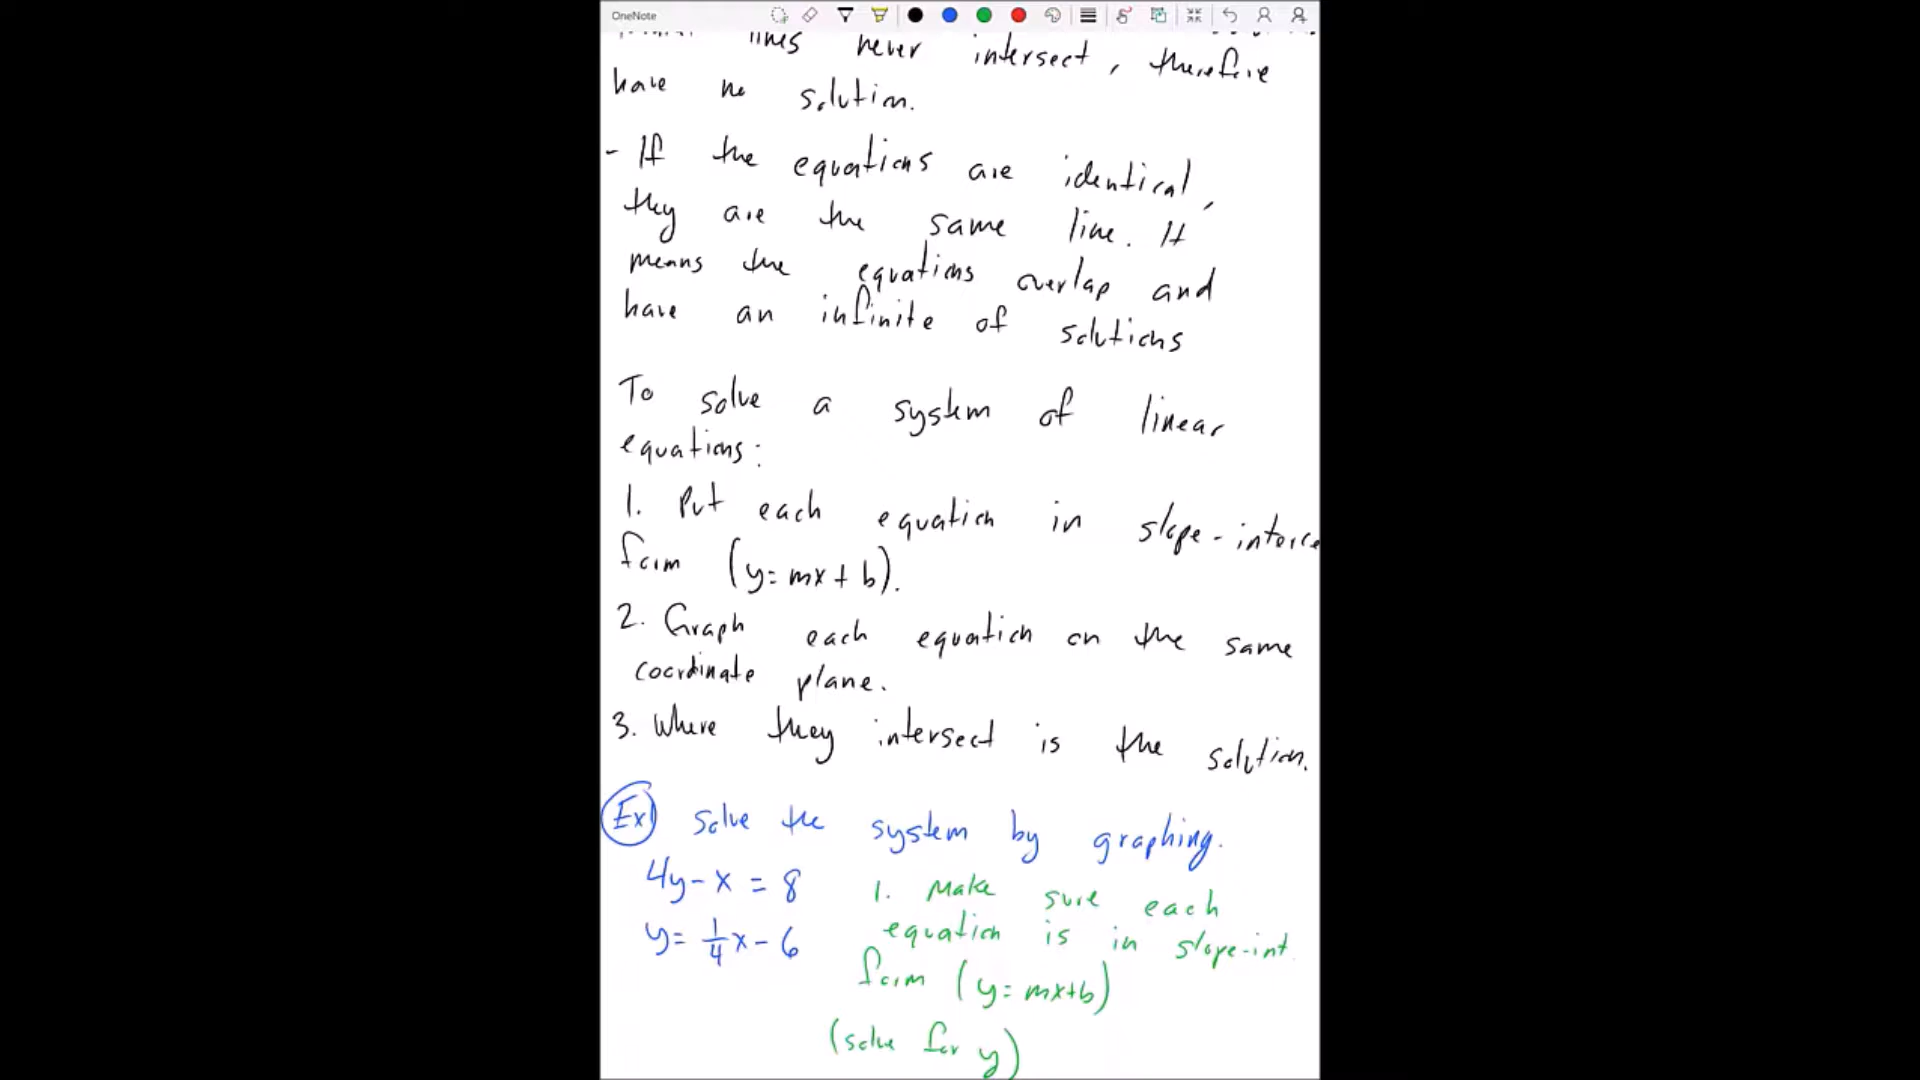 OneNote
lines never intersect, therefore
have no solution.
- If the equations are identical,
they are the same line. It
means the equations overlap and
have an infinite of solutions
To solve a system of linear
equations:
1. Put each equation in slope-interce
form (y=mx+b).
2. Graph each equation on the same
coordinate plane.
3. Where they intersect is the solution.
Ex1 Solve the system by graphing.
4y-x=8
y=1/4x-6
1. Make sure each
equation is in slope-int.
form (y=mx+b)
(solve for y)